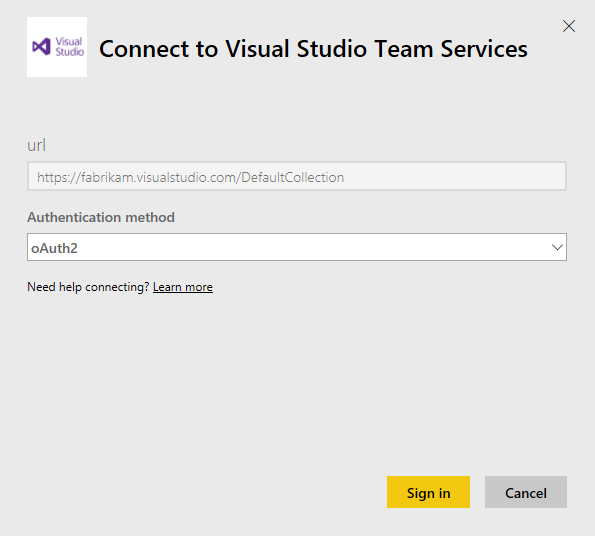 Visual
Studio
Connect to Visual Studio Team Services
url
https://fabrikam.visualstudio.com/DefaultCollection
Authentication method
oAuth2
Need help connecting? Learn more
Sign in
Cancel